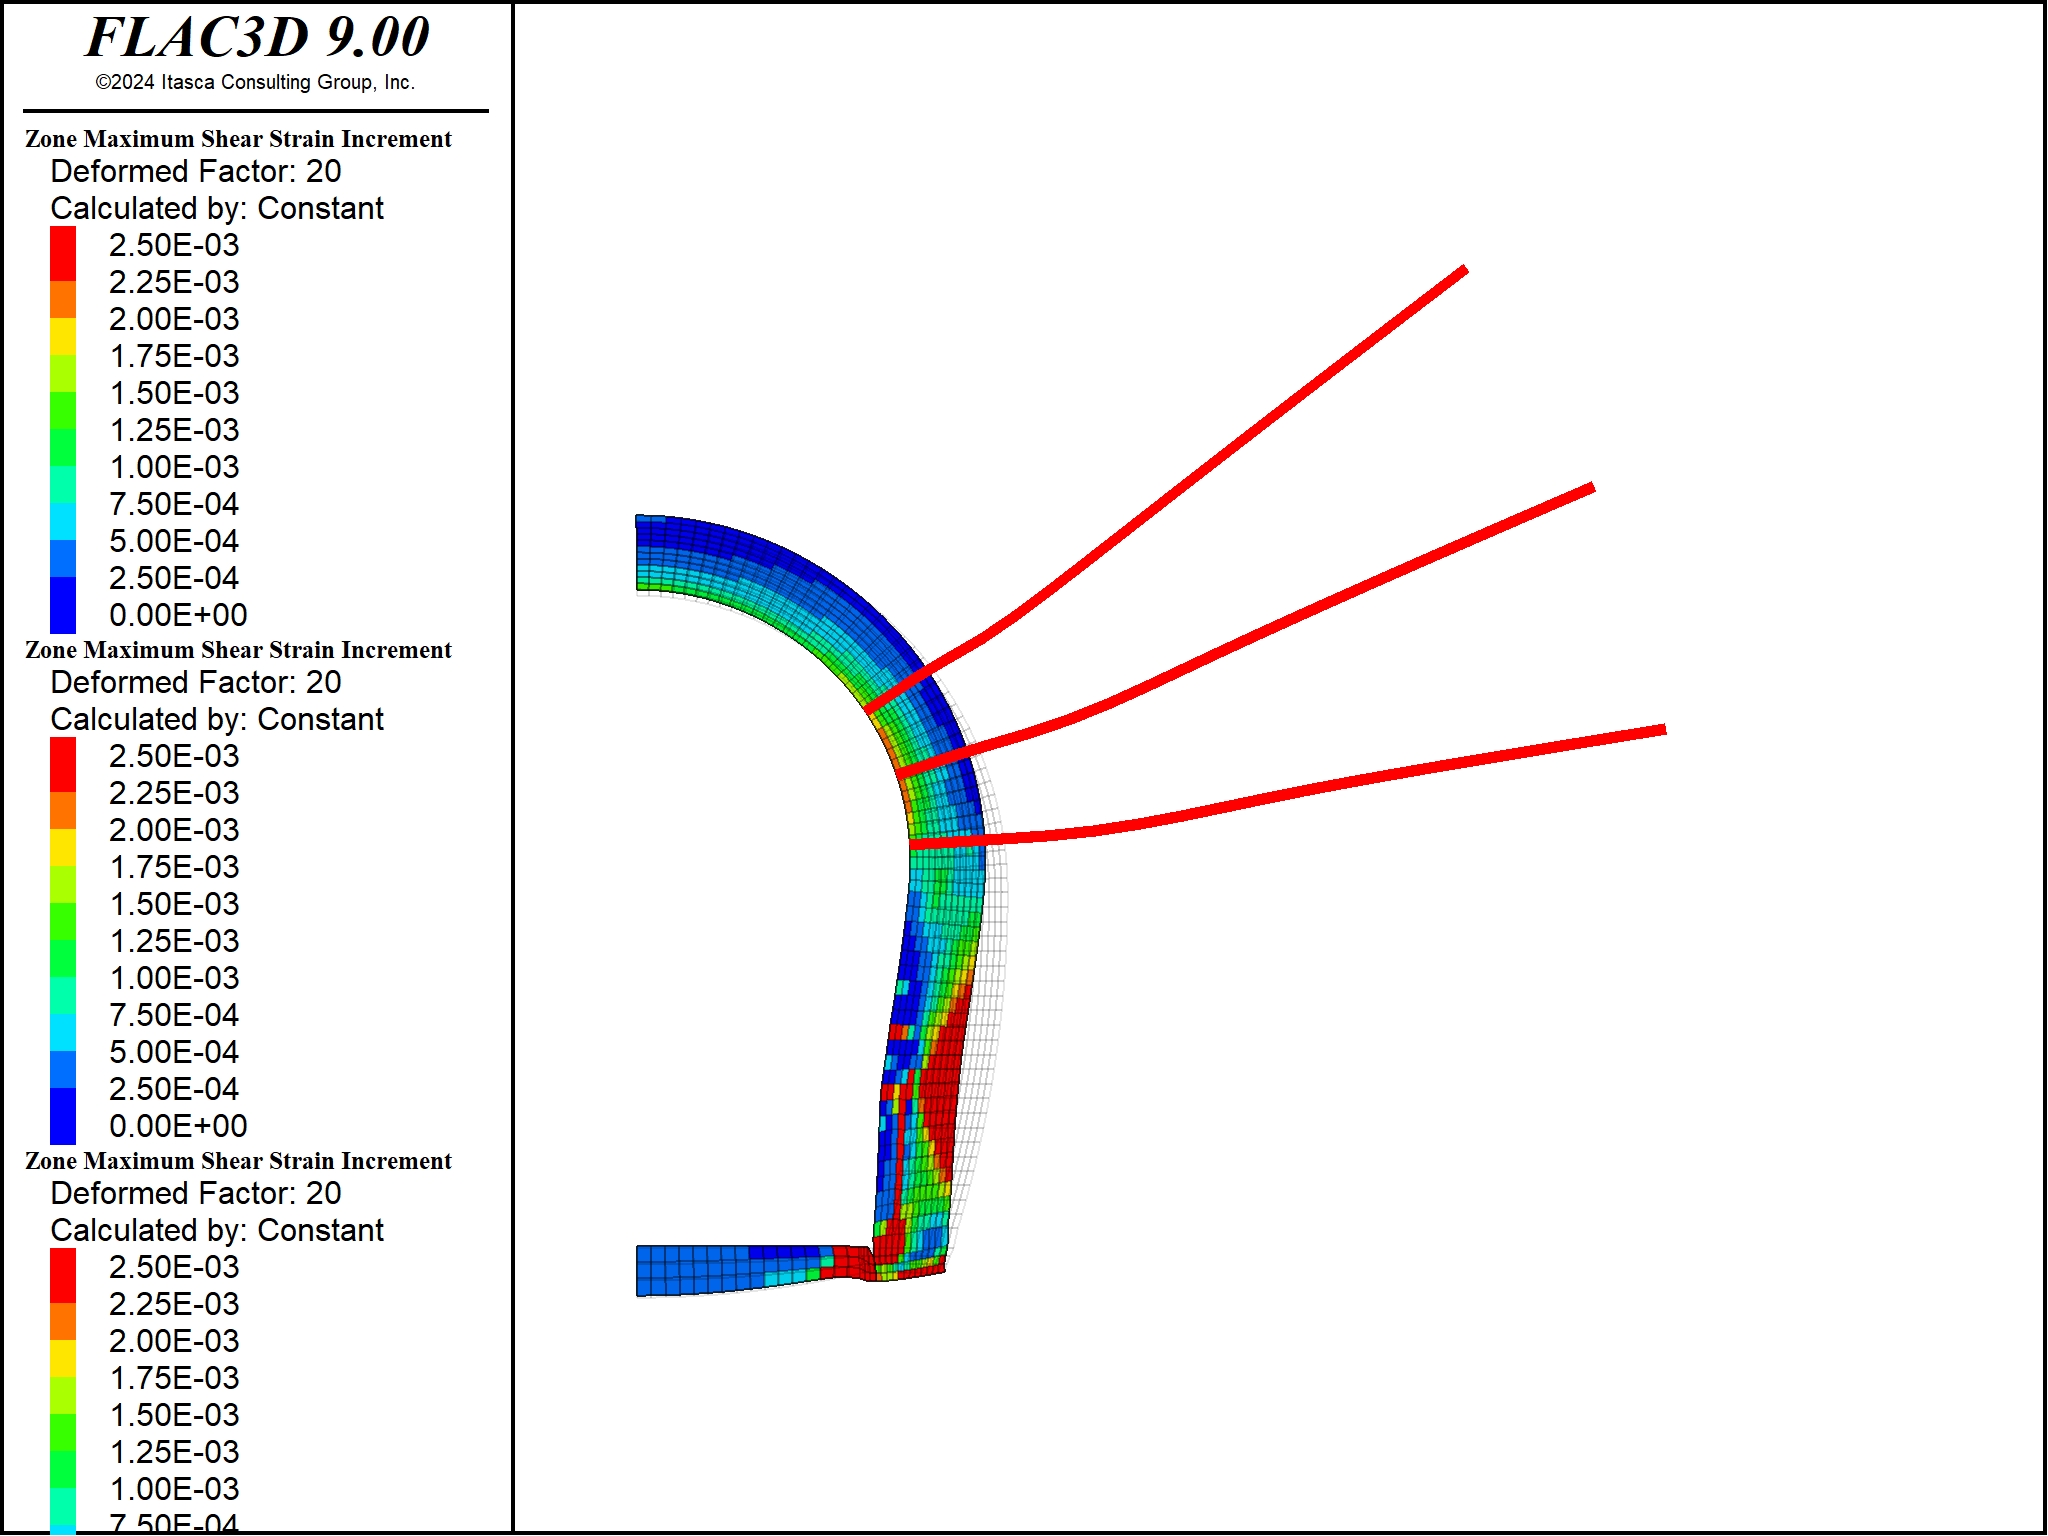 FLAC3D 9.00
©2024 Itasca Consulting Group, Inc.
Zone Maximum Shear Strain Increment
Deformed Factor: 20
Calculated by: Constant
2.50E-03
2.25E-03
2.00E-03
1.75E-03
1.50E-03
1.25E-03
1.00E-03
7.50E-04
5.00E-04
2.50E-04
0.00E+00
Zone Maximum Shear Strain Increment
Deformed Factor: 20
Calculated by: Constant
2.50E-03
2.25E-03
2.00E-03
1.75E-03
1.50E-03
1.25E-03
1.00E-03
7.50E-04
5.00E-04
2.50E-04
0.00E+00
Zone Maximum Shear Strain Increment
Deformed Factor: 20
Calculated by: Constant
2.50E-03
2.25E-03
2.00E-03
1.75E-03
1.50E-03
1.25E-03
1.00E-03
7.50E-04